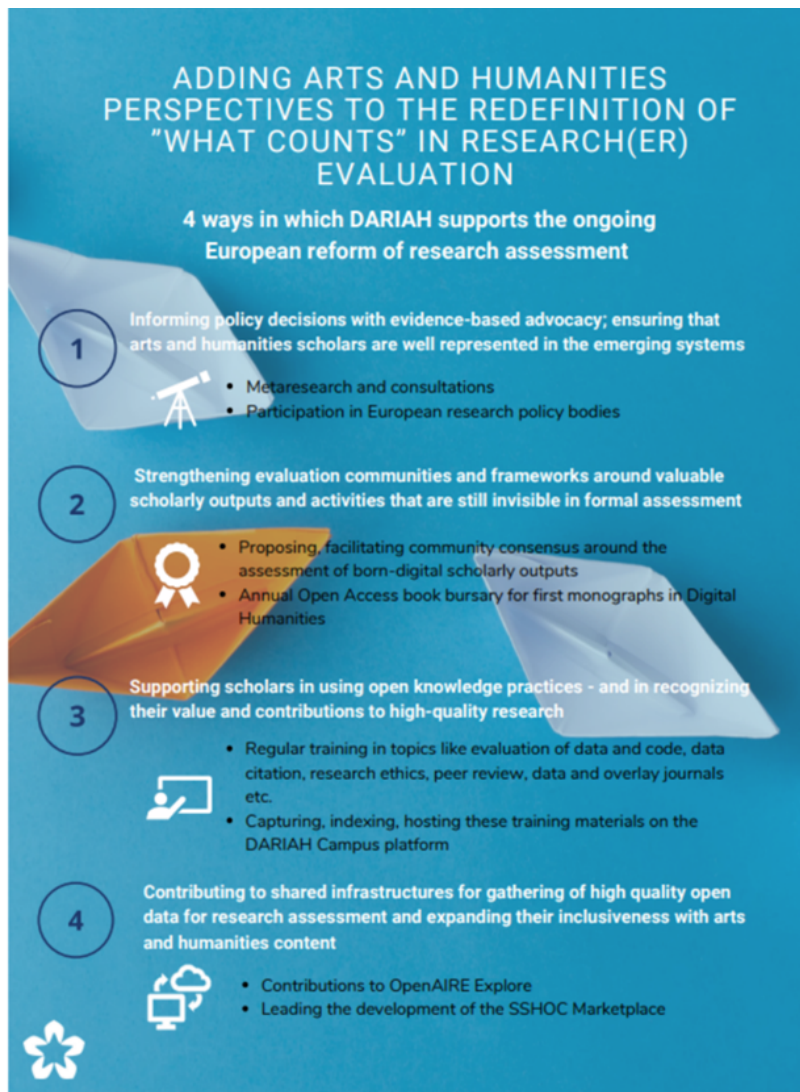 ADDING ARTS AND HUMANITIES
PERSPECTIVES TO THE REDEFINITION OF
"WHAT COUNTS" IN RESEARCH(ER)
EVALUATION
4 ways in which DARIAH supports the ongoing
European reform of research assessment
1
Informing policy decisions with evidence-based advocacy; ensuring that
arts and humanities scholars are well represented in the emerging systems
• Metaresearch and consultations
• Participation in European research policy bodies
2
Strengthening evaluation communities and frameworks around valuable
scholarly outputs and activities that are still invisible in formal assessment
• Proposing, facilitating community consensus around the
assessment of born-digital scholarly outputs
• Annual Open Access book bursary for first monographs in Digital
Humanities
3
Supporting scholars in using open knowledge practices - and in recognizing
their value and contributions to high-quality research
• Regular training in topics like evaluation of data and code, data
citation, research ethics, peer review, data and overlay journals
etc.
• Capturing, indexing, hosting these training materials on the
DARIAH Campus platform
4
Contributing to shared infrastructures for gathering of high quality open
data for research assessment and expanding their inclusiveness with arts
and humanities content
• Contributions to OpenAIRE Explore
• Leading the development of the SSHOC Marketplace